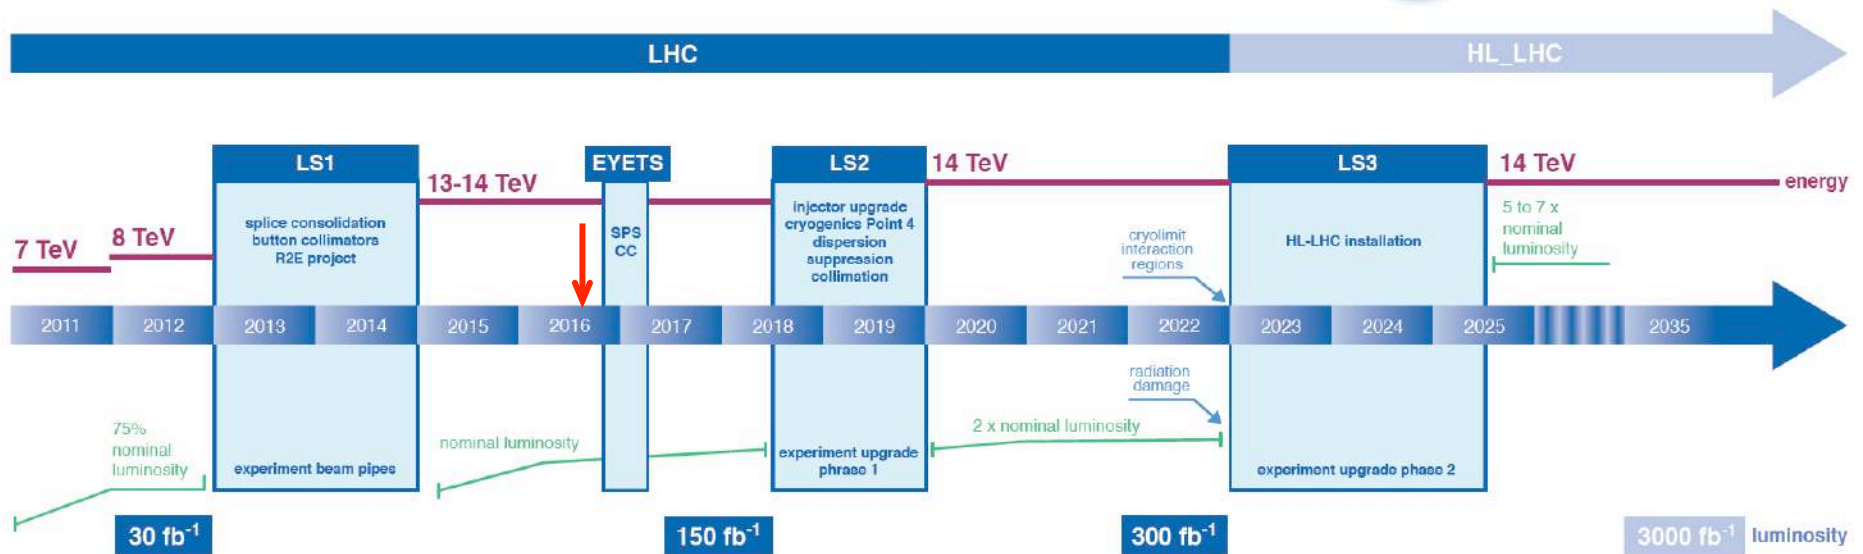 LHC
HL_LHC
LS1
EYETS
LS2
14 TeV
LS3
14 TeV
13-14 TeV
energy
7 TeV
8 TeV
splice consolidation
button collimators
R2E project
SPS
CC
injector upgrade
cryogenics Point 4
dispersion
suppression
collimation
cryolimit
interaction
regions
HL-LHC installation
5 to 7 x
nominal
luminosity
2011 2012 2013 2014 2015 2016 2017 2018 2019 2020 2021 2022 2023 2024 2025 2035
radiation
damage
75%
nominal
luminosity
experiment beam pipes
nominal luminosity
experiment upgrade
phrase 1
2 x nominal luminosity
experiment upgrade phase 2
30 fb⁻¹
150 fb⁻¹
300 fb⁻¹
3000 fb⁻¹
luminosity